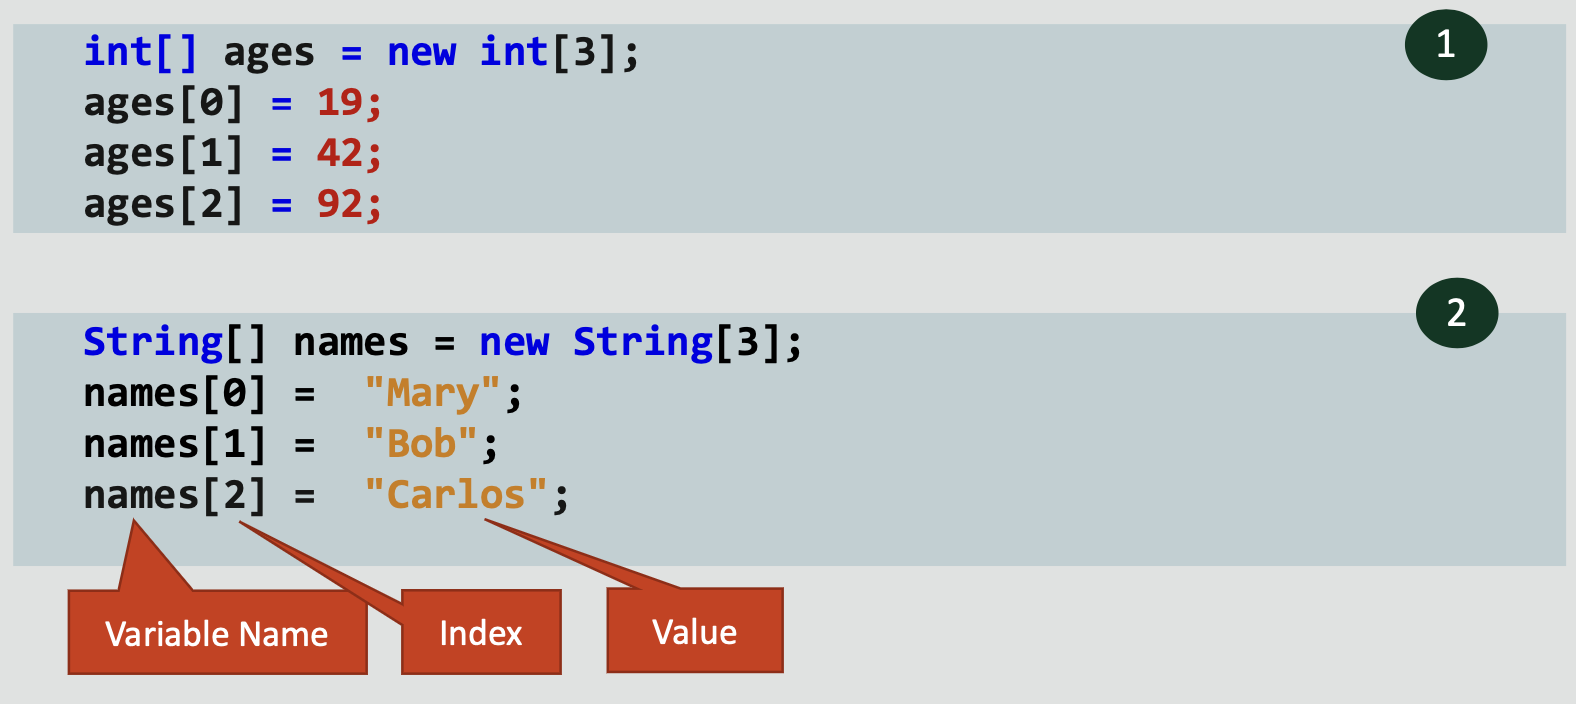 1
int[] ages = new int[3];
ages[0] = 19;
ages[1] = 42;
ages[2] = 92;
2
String[] names = new String[3];
names[0] =  "Mary";
names[1] =  "Bob";
names[2] =  "Carlos";
Variable Name
Index
Value